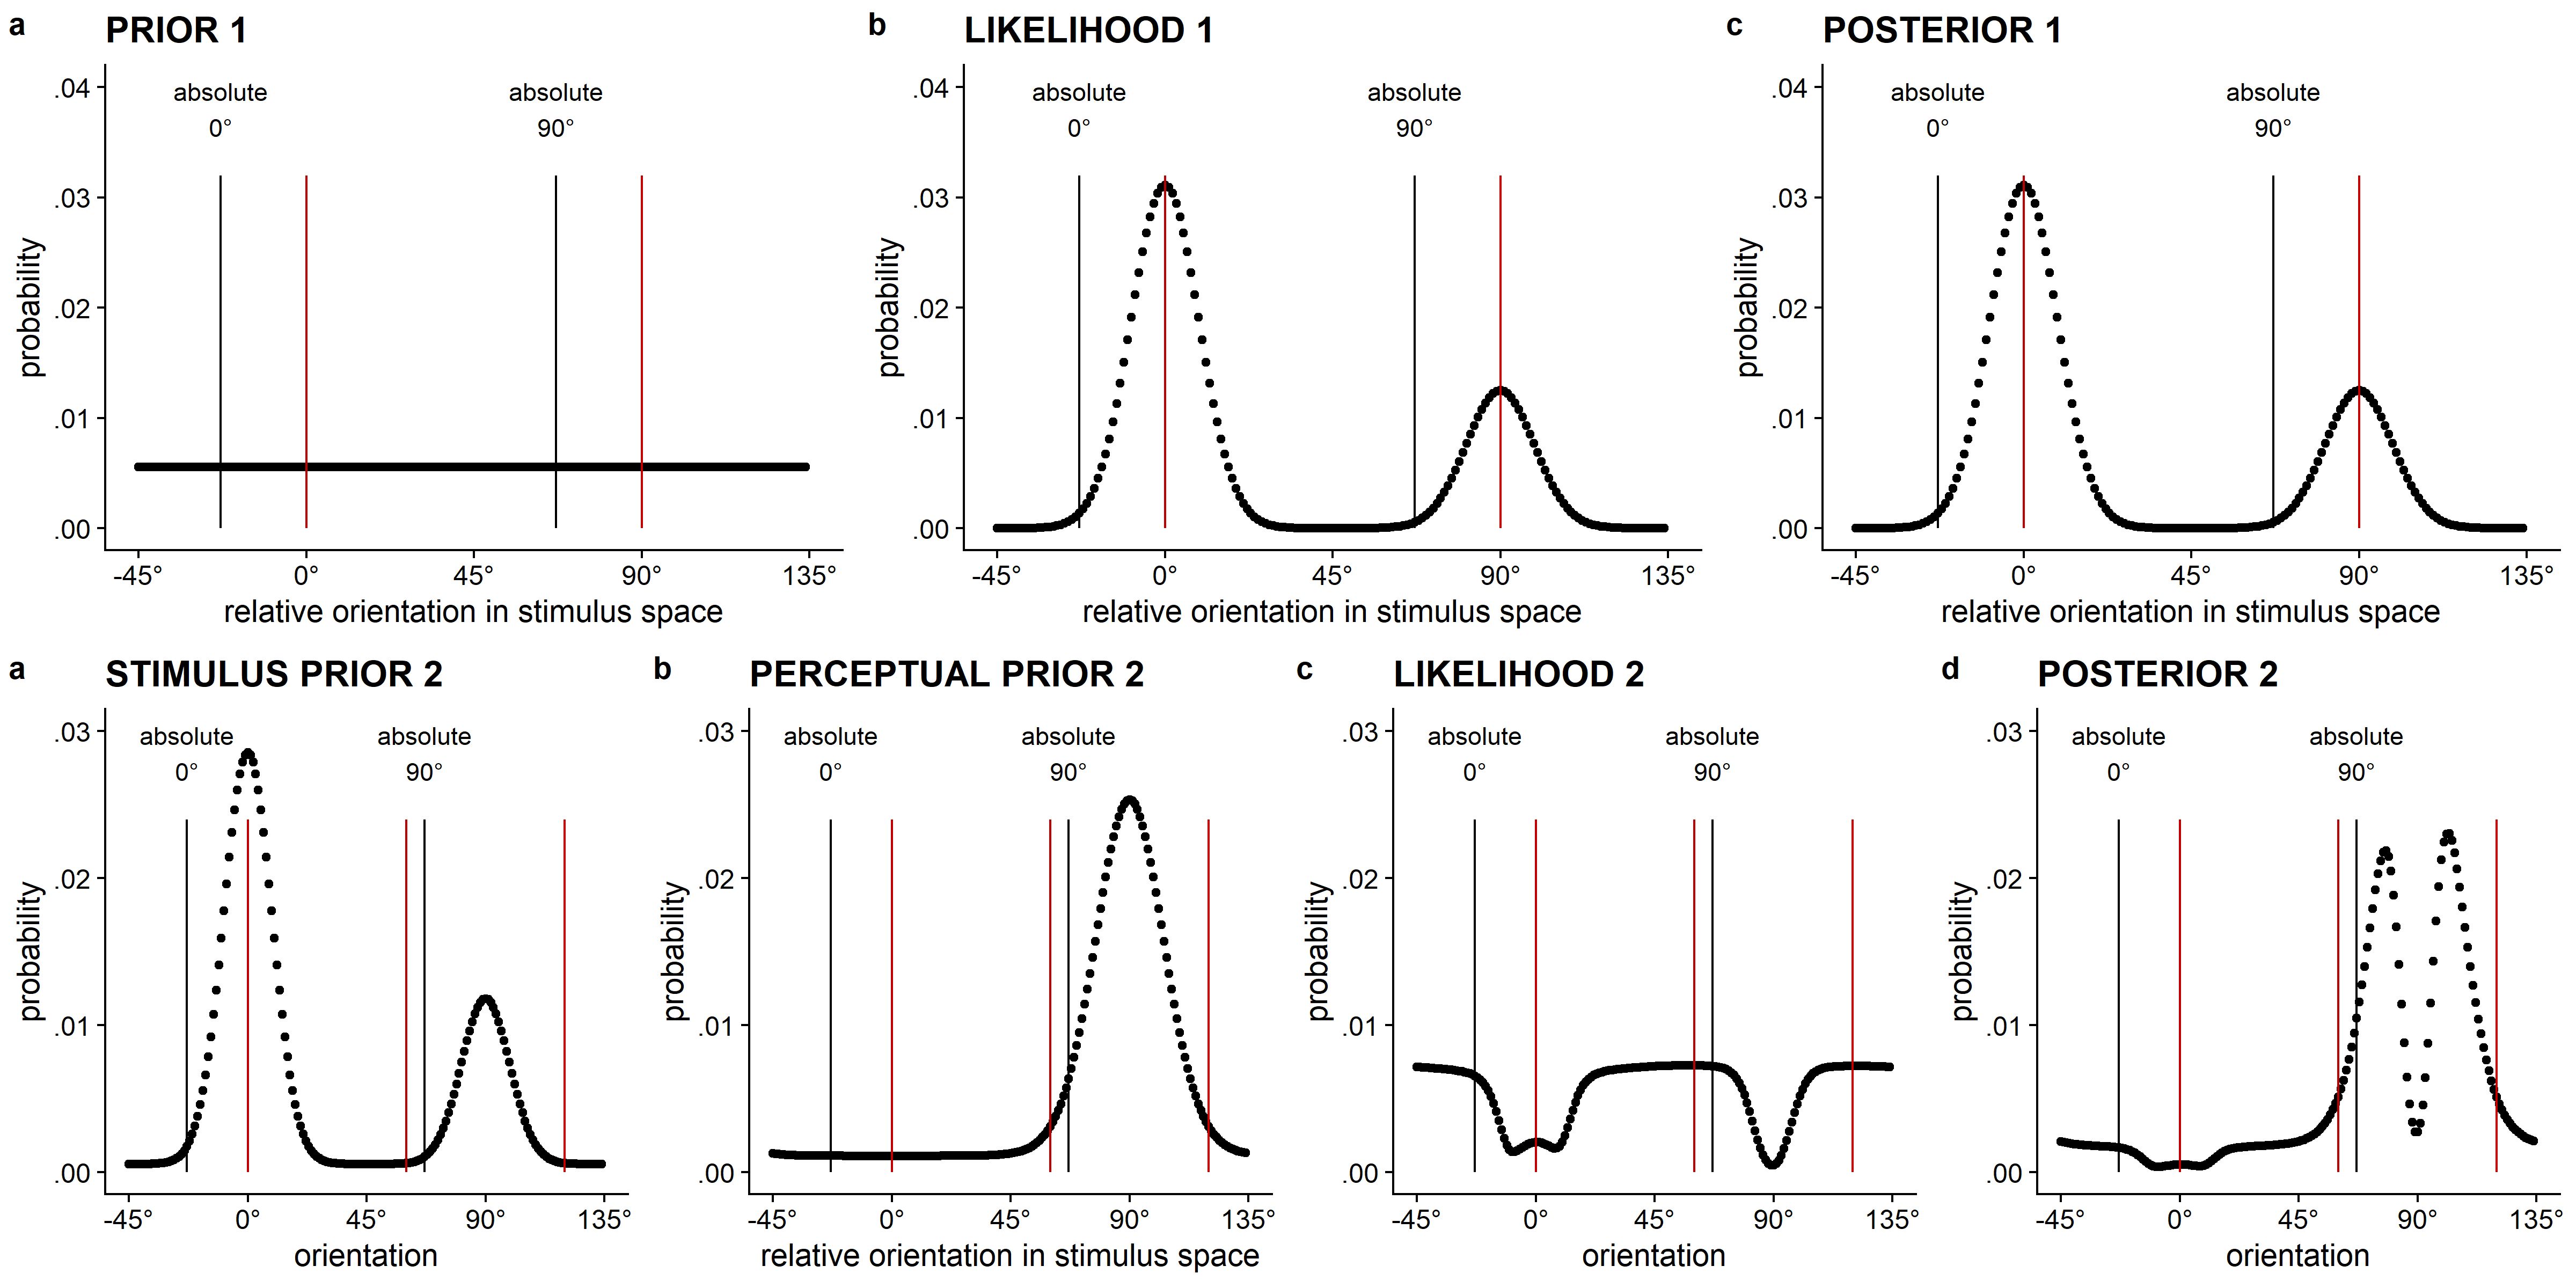 a PRIOR 1
.04
.03
.02
.01
.00
absolute
0°
absolute
90°
probability
-45° 0° 45° 90° 135°
relative orientation in stimulus space
b LIKELIHOOD 1
.04
.03
.02
.01
.00
absolute
0°
absolute
90°
probability
-45° 0° 45° 90° 135°
relative orientation in stimulus space
c POSTERIOR 1
.04
.03
.02
.01
.00
absolute
0°
absolute
90°
probability
-45° 0° 45° 90° 135°
relative orientation in stimulus space
a STIMULUS PRIOR 2
.03
.02
.01
.00
absolute
0°
absolute
90°
probability
-45° 0° 45° 90° 135°
orientation
b PERCEPTUAL PRIOR 2
.03
.02
.01
.00
absolute
0°
absolute
90°
probability
-45° 0° 45° 90° 135°
relative orientation in stimulus space
c LIKELIHOOD 2
.03
.02
.01
.00
absolute
0°
absolute
90°
probability
-45° 0° 45° 90° 135°
orientation
d POSTERIOR 2
.03
.02
.01
.00
absolute
0°
absolute
90°
probability
-45° 0° 45° 90° 135°
orientation